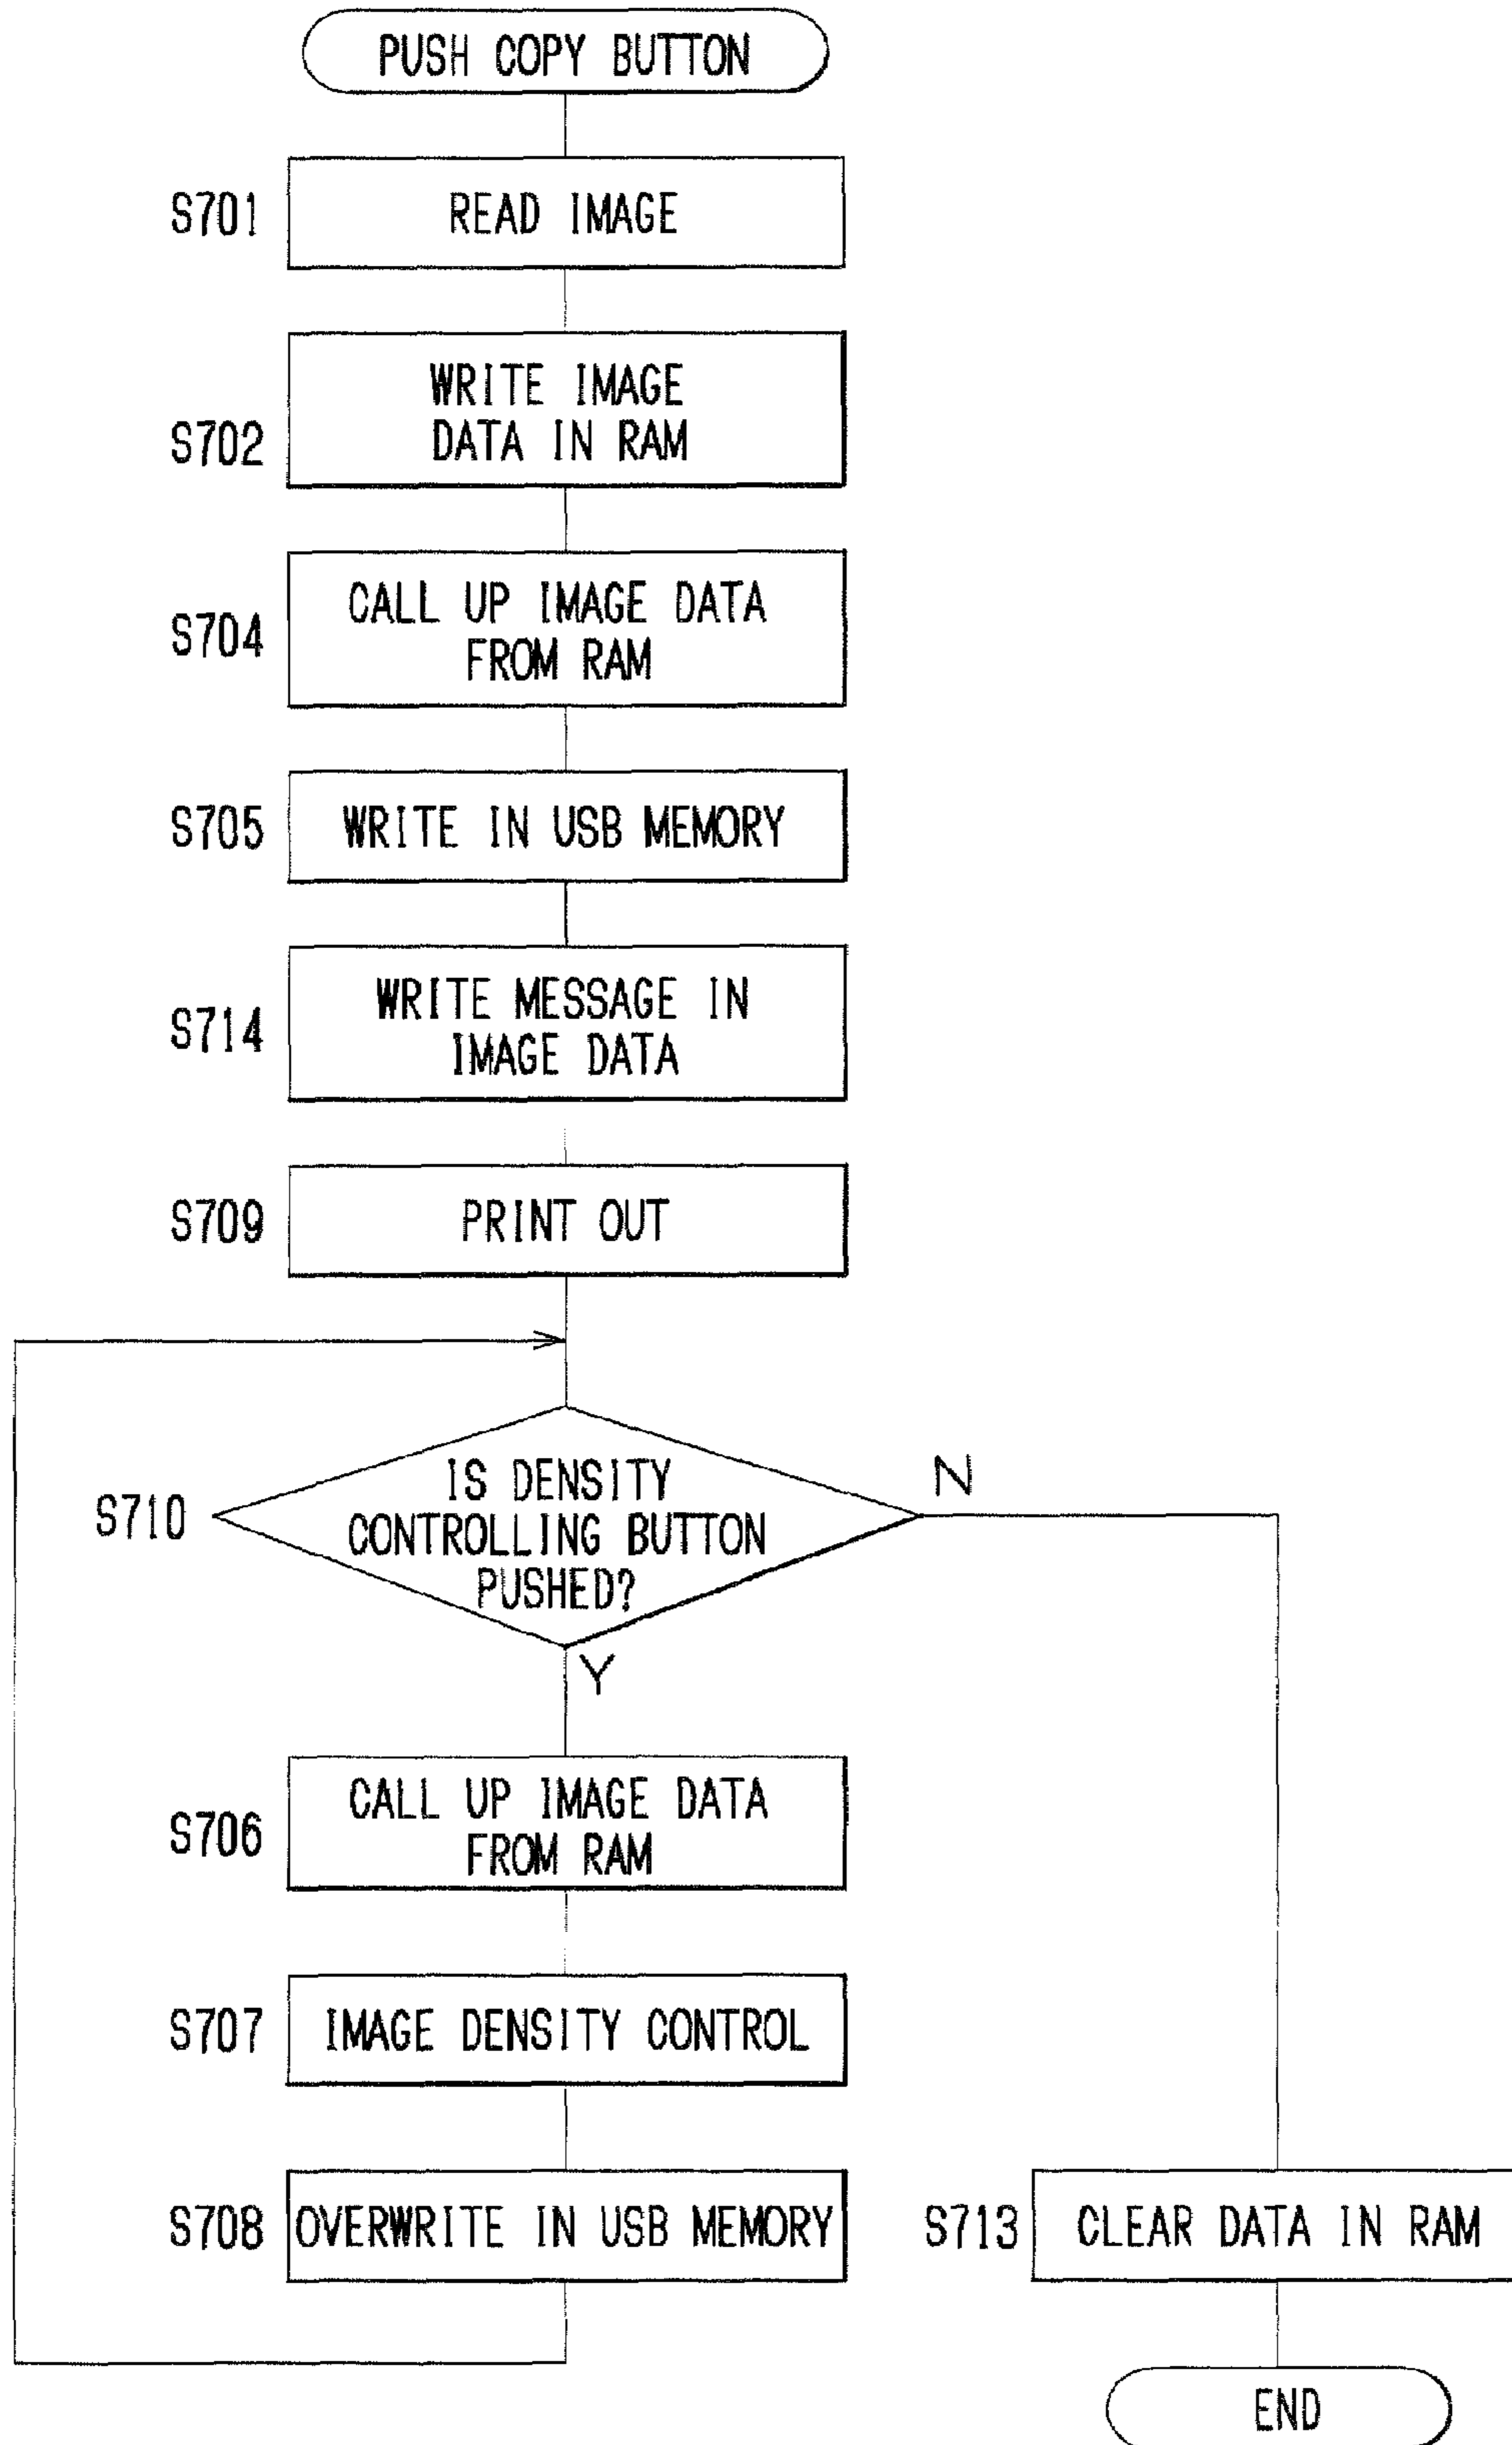 PUSH COPY BUTTON
S701
READ IMAGE
S702
WRITE IMAGE
DATA IN RAM
S704
CALL UP IMAGE DATA
FROM RAM
S705
WRITE IN USB MEMORY
S714
WRITE MESSAGE IN
IMAGE DATA
S709
PRINT OUT
S710
IS DENSITY
CONTROLLING BUTTON
PUSHED?
N
Y
S706
CALL UP IMAGE DATA
FROM RAM
S707
IMAGE DENSITY CONTROL
S708
OVERWRITE IN USB MEMORY
S713
CLEAR DATA IN RAM
END